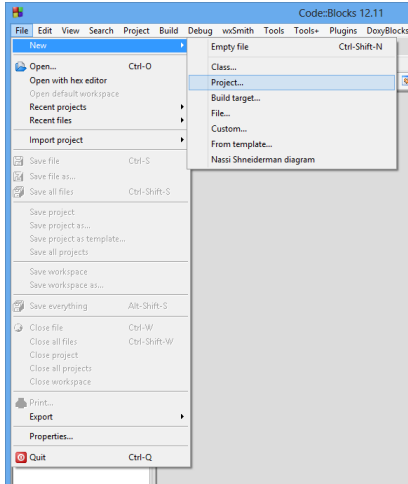 Code::Blocks 12.11
File Edit View Search Project Build Debug wxSmith Tools Tools+ Plugins DoxyBlocks
New
Empty file Ctrl-Shift-N
Class...
Project...
Build target...
File...
Custom...
From template...
Nassi Shneiderman diagram
Open... Ctrl-O
Open with hex editor
Open default workspace
Recent projects
Recent files
Import project
Save file Ctrl-S
Save file as...
Save all files Ctrl-Shift-S
Save project
Save project as...
Save project as template...
Save all projects
Save workspace
Save workspace as...
Save everything Alt-Shift-S
Close file Ctrl-W
Close all files Ctrl-Shift-W
Close project
Close all projects
Close workspace
Print...
Export
Properties...
Quit Ctrl-Q